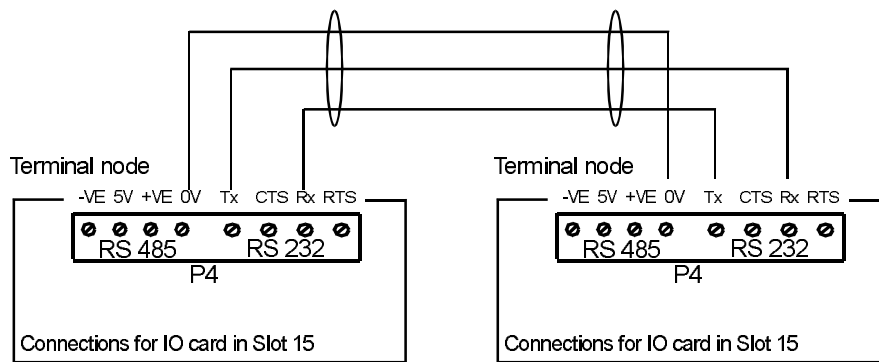 Terminal node
-VE 5V +VE 0V Tx CTS Rx RTS
RS 485 RS 232
P4
Connections for IO card in Slot 15
Terminal node
-VE 5V +VE 0V Tx CTS Rx RTS
RS 485 RS 232
P4
Connections for IO card in Slot 15